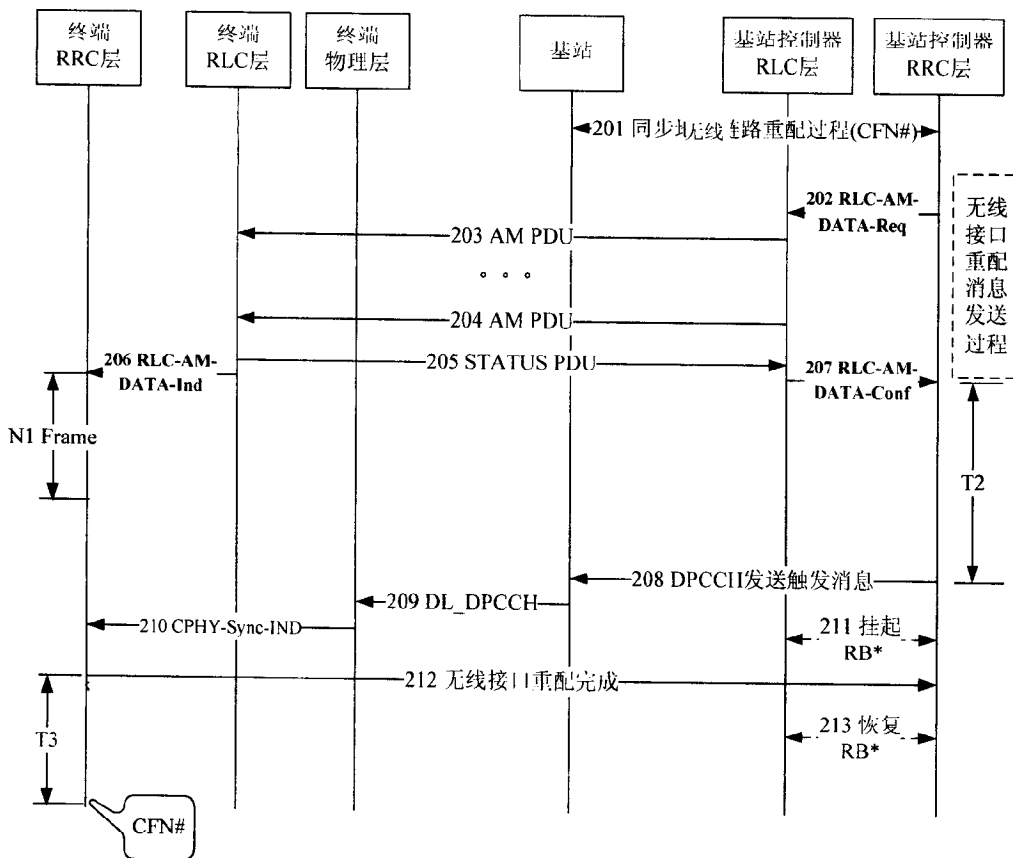 终端
RRC层
终端
RLC层
终端
物理层
基站
基站控制器
RLC层
基站控制器
RRC层
201 同步 无线 路重配过程(CFN#)
202 RLC-AM-
DATA-Req
无线
接口
重配
消息
发送
过程
203 AM PDU
204 AM PDU
205 STATUS PDU
206 RLC-AM-
DATA-Ind
207 RLC-AM-
DATA-Conf
N1 Frame
T2
208 DPCCH发送触发消息
209 DL_DPCCH
210 CPHY-Sync-IND
211 挂起
RB*
212 无线接口重配完成
213 恢复
RB*
T3
CFN#